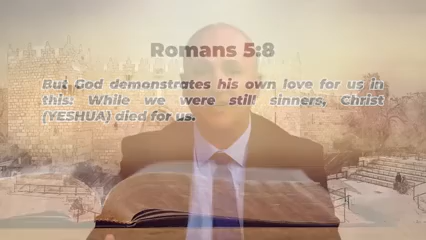 Romans 5:8
But God demonstrates his own love for us in
this: While we were still sinners, Christ
(YESHUA) died for us.